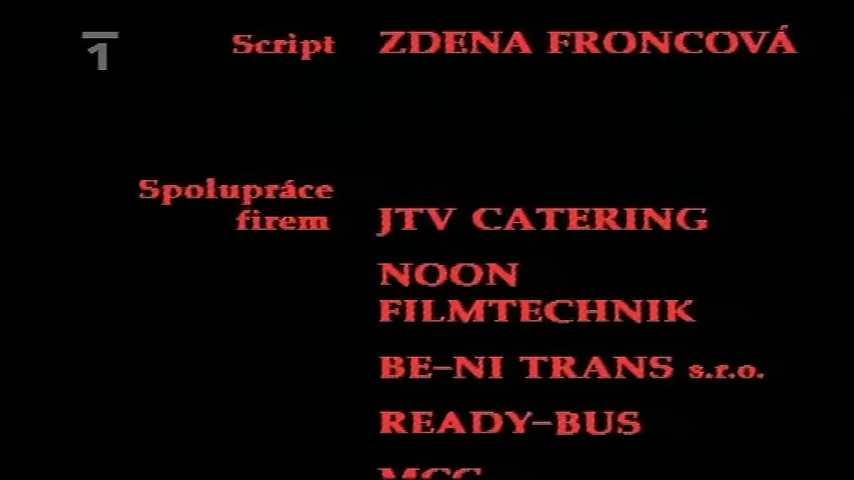 1
Script ZDENA FRONCOVÁ
Spolupráce
firem JTV CATERING
NOON
FILMTECHNIK
BE-NI TRANS s.r.o.
READY-BUS